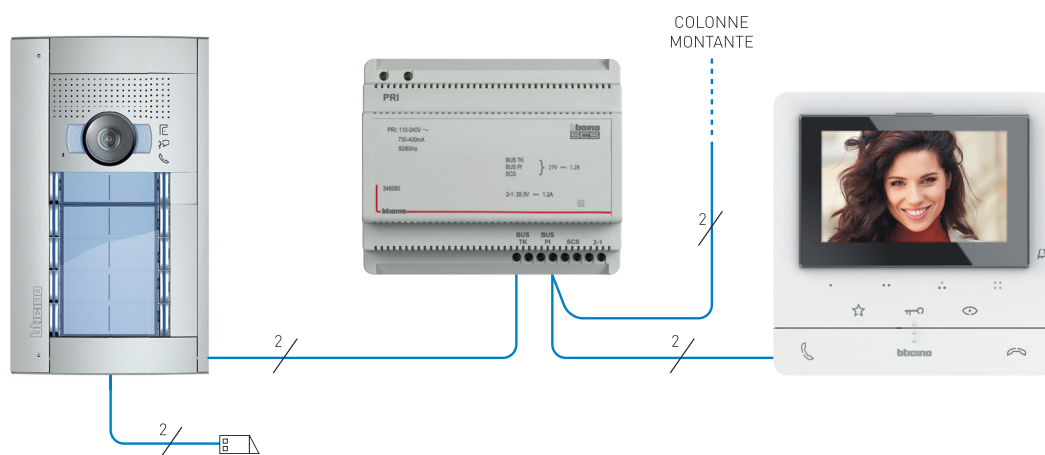 COLONNE
MONTANTE
PRI
PRI: 110-240V ~
730-400mA
50/60Hz
bticino
SCS
BUS TK
BUS PI
SCS
} 27V ⎓ 1.2A
346050
2-1: 28.5V ⎓ 1.2A
bticino
BUS TK
BUS PI
SCS
2-1
2
2
2
2
bticino
bticino